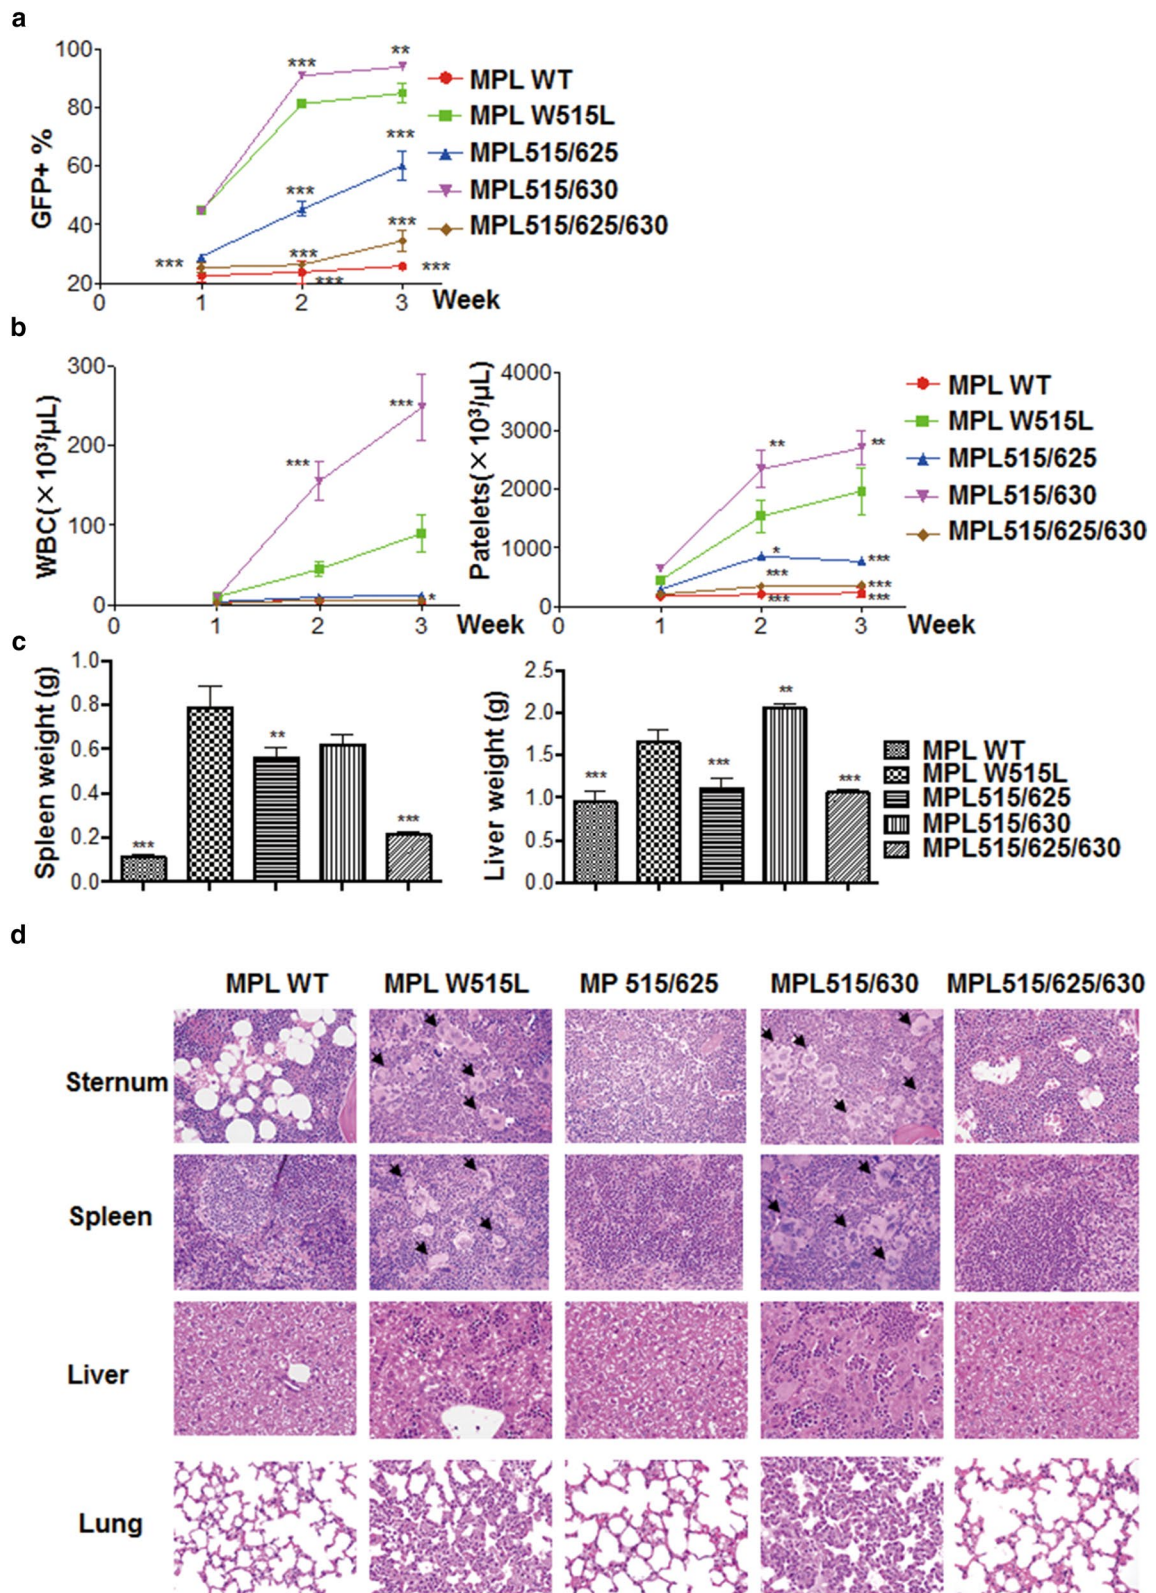 a
100
80
60
40
20
GFP+ %
*** ** *** *** *** *** *** *** ***
0 1 2 3 Week
MPL WT
MPL W515L
MPL515/625
MPL515/630
MPL515/625/630
b
300
200
100
0
WBC(×10³/µL)
*** *** *
0 1 2 3 Week
4000
3000
2000
1000
0
Patelets(×10³/µL)
** ** * *** *** *** *** ***
0 1 2 3 Week
MPL WT
MPL W515L
MPL515/625
MPL515/630
MPL515/625/630
c
1.0
0.8
0.6
0.4
0.2
0.0
Spleen weight (g)
*** ** ***
2.5
2.0
1.5
1.0
0.5
0.0
Liver weight (g)
*** *** ** ***
MPL WT
MPL W515L
MPL515/625
MPL515/630
MPL515/625/630
d
MPL WT MPL W515L MP 515/625 MPL515/630 MPL515/625/630
Sternum
Spleen
Liver
Lung